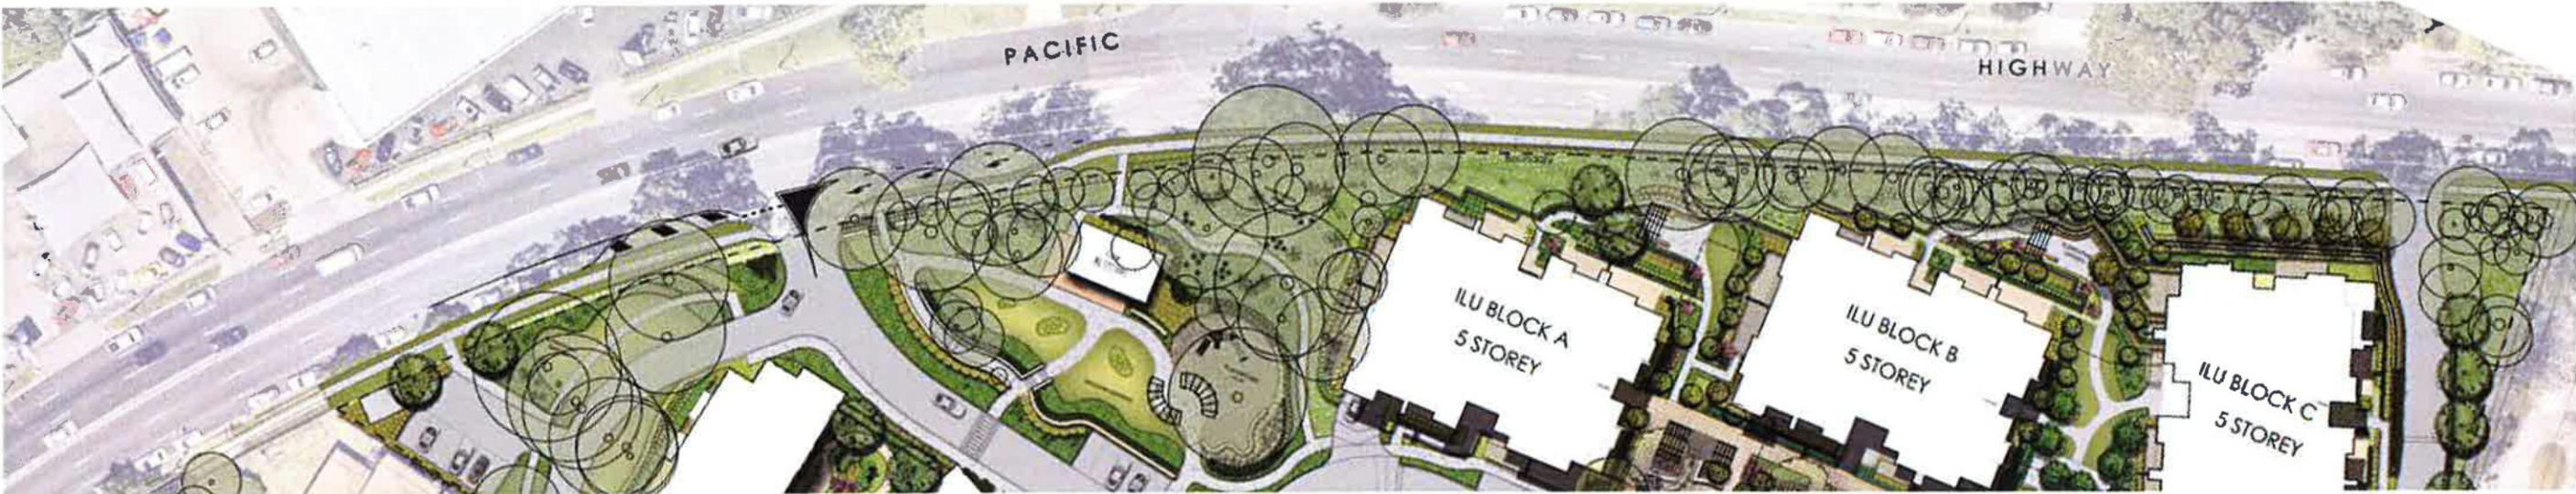 PACIFIC
HIGHWAY
ILU BLOCK A
5 STOREY
ILU BLOCK B
5 STOREY
ILU BLOCK C
5 STOREY